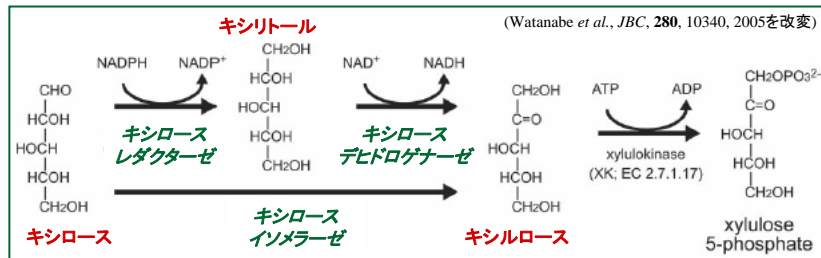 (Watanabe et al., JBC, 280, 10340, 2005を改変)
キシリトール
NADPH NADP+
CH2OH
HCOH
HOCH
HCOH
CH2OH
NAD+ NADH
CHO
HCOH
HOCH
HCOH
CH2OH
キシロース
キシロース
レダクターゼ
キシロース
デヒドロゲナーゼ
キシロース
イソメラーゼ
CH2OH
C=O
HOCH
HCOH
CH2OH
キシルロース
ATP ADP
xylulokinase
(XK; EC 2.7.1.17)
CH2OPO32-
C=O
HOCH
HCOH
CH2OH
xylulose
5-phosphate